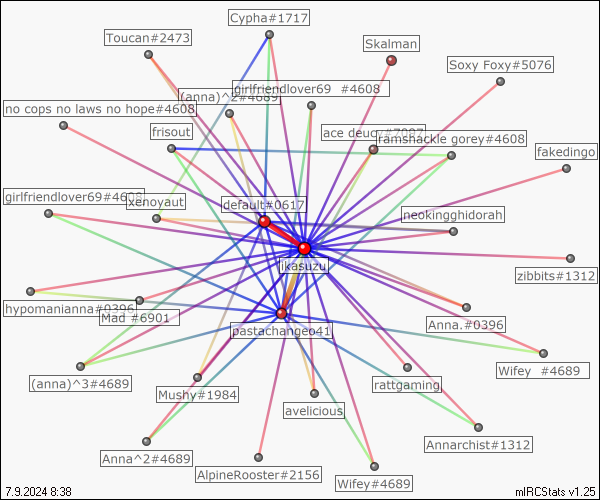 Cypha#1717
Toucan#2473
Skalman
Soxy Foxy#5076
girlfriendlover69 #4608
(anna)^2#4689
no cops no laws no hope#4608
frisout
ace deucy#7007
ramshackle gorey#4608
fakedingo
girlfriendlover69#4608
xenoyaut
default#0617
neokingghidorah
ikasuzu
zibbits#1312
hypomanianna#0396
Mad #6901
Anna.#0396
pastachangeo41
Wifey #4689
(anna)^3#4689
Mushy#1984
rattgaming
avelicious
Annarchist#1312
Anna^2#4689
AlpineRooster#2156
Wifey#4689
7.9.2024 8:38
mIRCStats v1.25